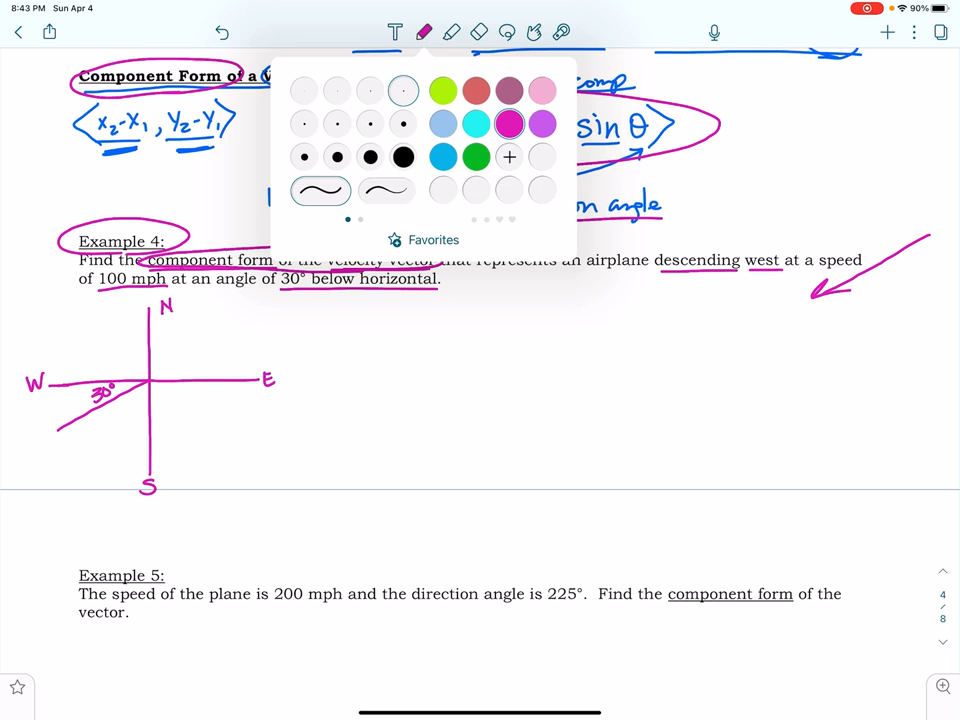 8:43 PM Sun Apr 4
90%
T
Component Form of a
comp
<x₂-x₁, y₂-y₁>
sin θ>
on angle
Example 4:
Find the component form of the velocity vector that represents an airplane descending west at a speed
of 100 mph at an angle of 30° below horizontal.
Favorites
N
W
E
30°
S
Example 5:
The speed of the plane is 200 mph and the direction angle is 225°. Find the component form of the
vector.
4
/
8